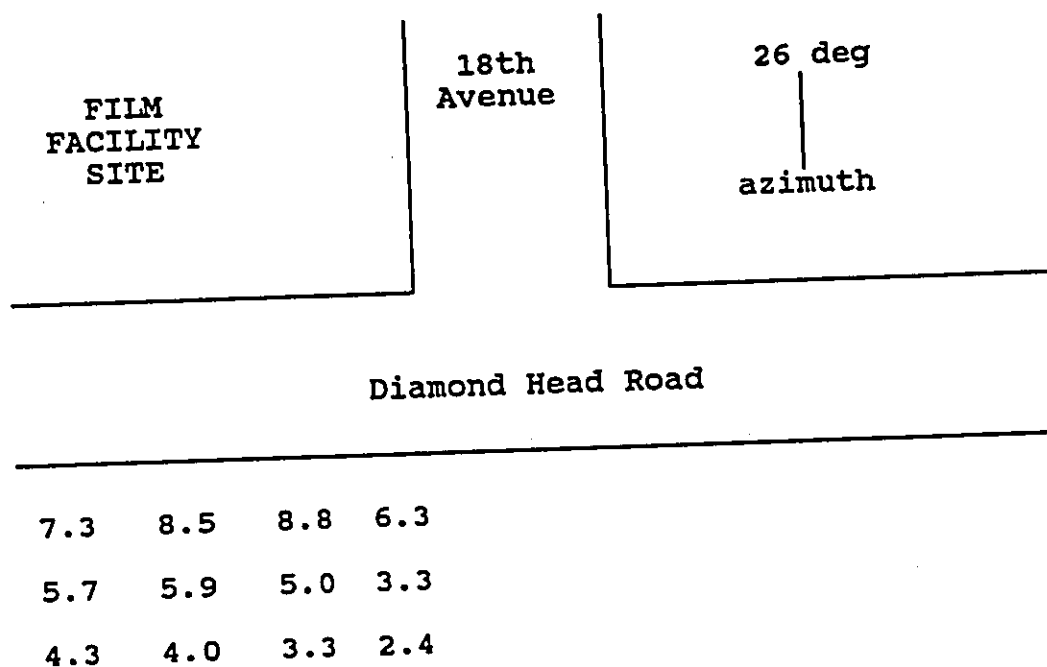 FILM
FACILITY
SITE
18th
Avenue
26 deg
azimuth
Diamond Head Road
7.3 8.5 8.8 6.3
5.7 5.9 5.0 3.3
4.3 4.0 3.3 2.4